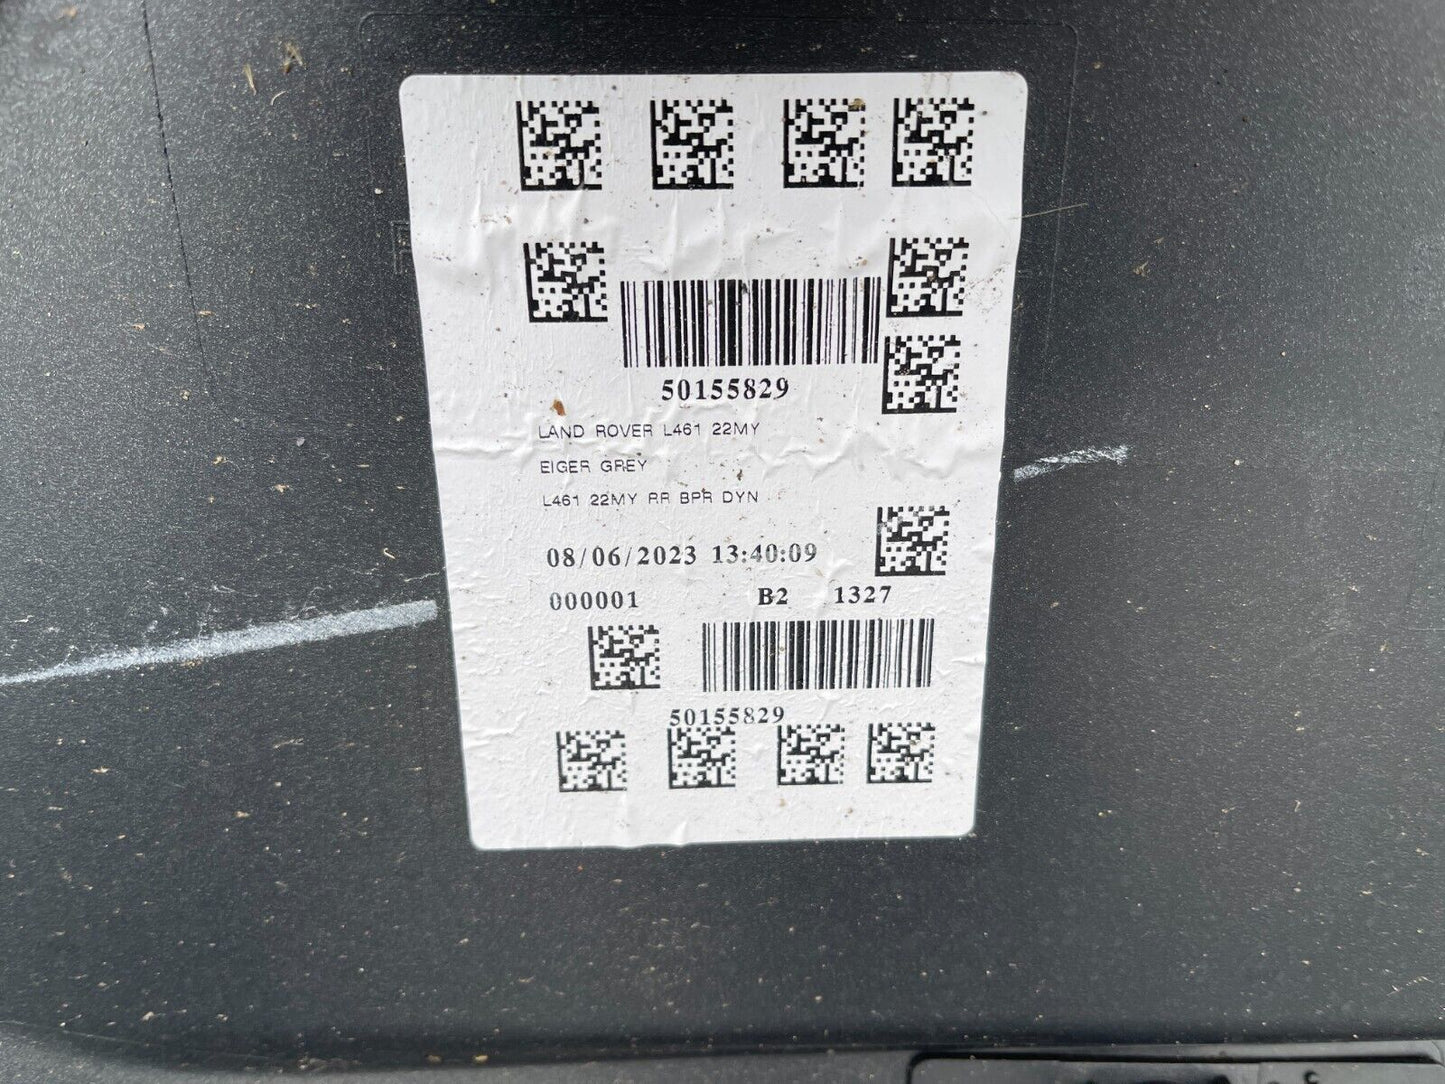 50155829
LAND ROVER L461 22MY
EIGER GREY
L461 22MY RR BPR DYN
08/06/2023 13:40:09
000001 B2 1327
50155829